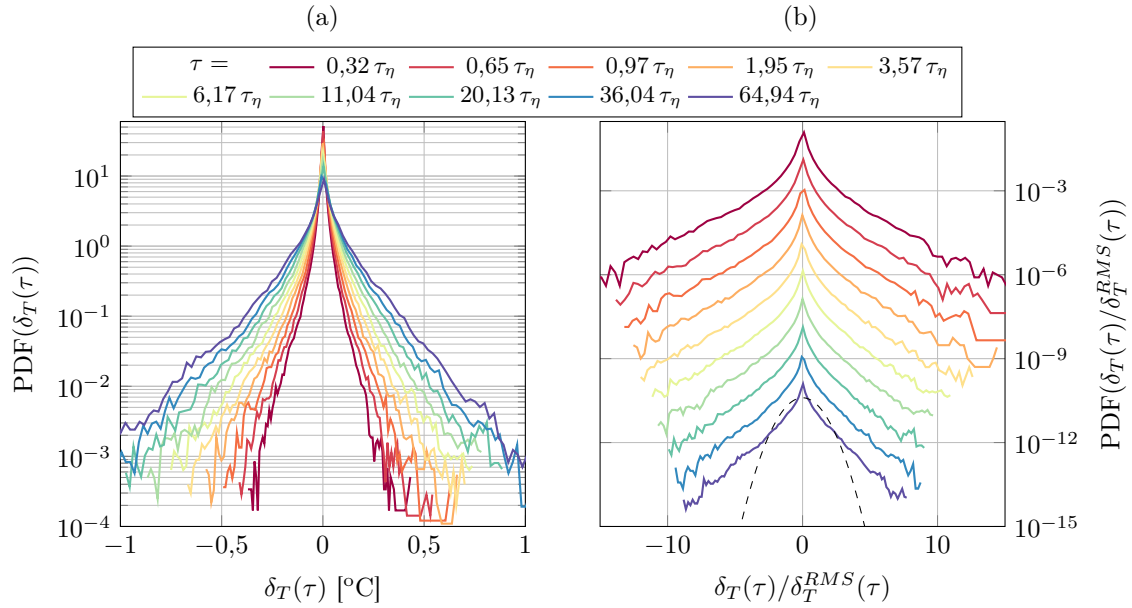 (a) (b)
τ = 0,32 τ_η 0,65 τ_η 0,97 τ_η 1,95 τ_η 3,57 τ_η
6,17 τ_η 11,04 τ_η 20,13 τ_η 36,04 τ_η 64,94 τ_η
PDF(δ_T(τ))
10^1
10^0
10^−1
10^−2
10^−3
10^−4
−1 −0,5 0 0,5 1
δ_T(τ) [°C]
10^−3
10^−6
10^−9
10^−12
10^−15
PDF(δ_T(τ)/δ_T^{RMS}(τ))
−10 0 10
δ_T(τ)/δ_T^{RMS}(τ)